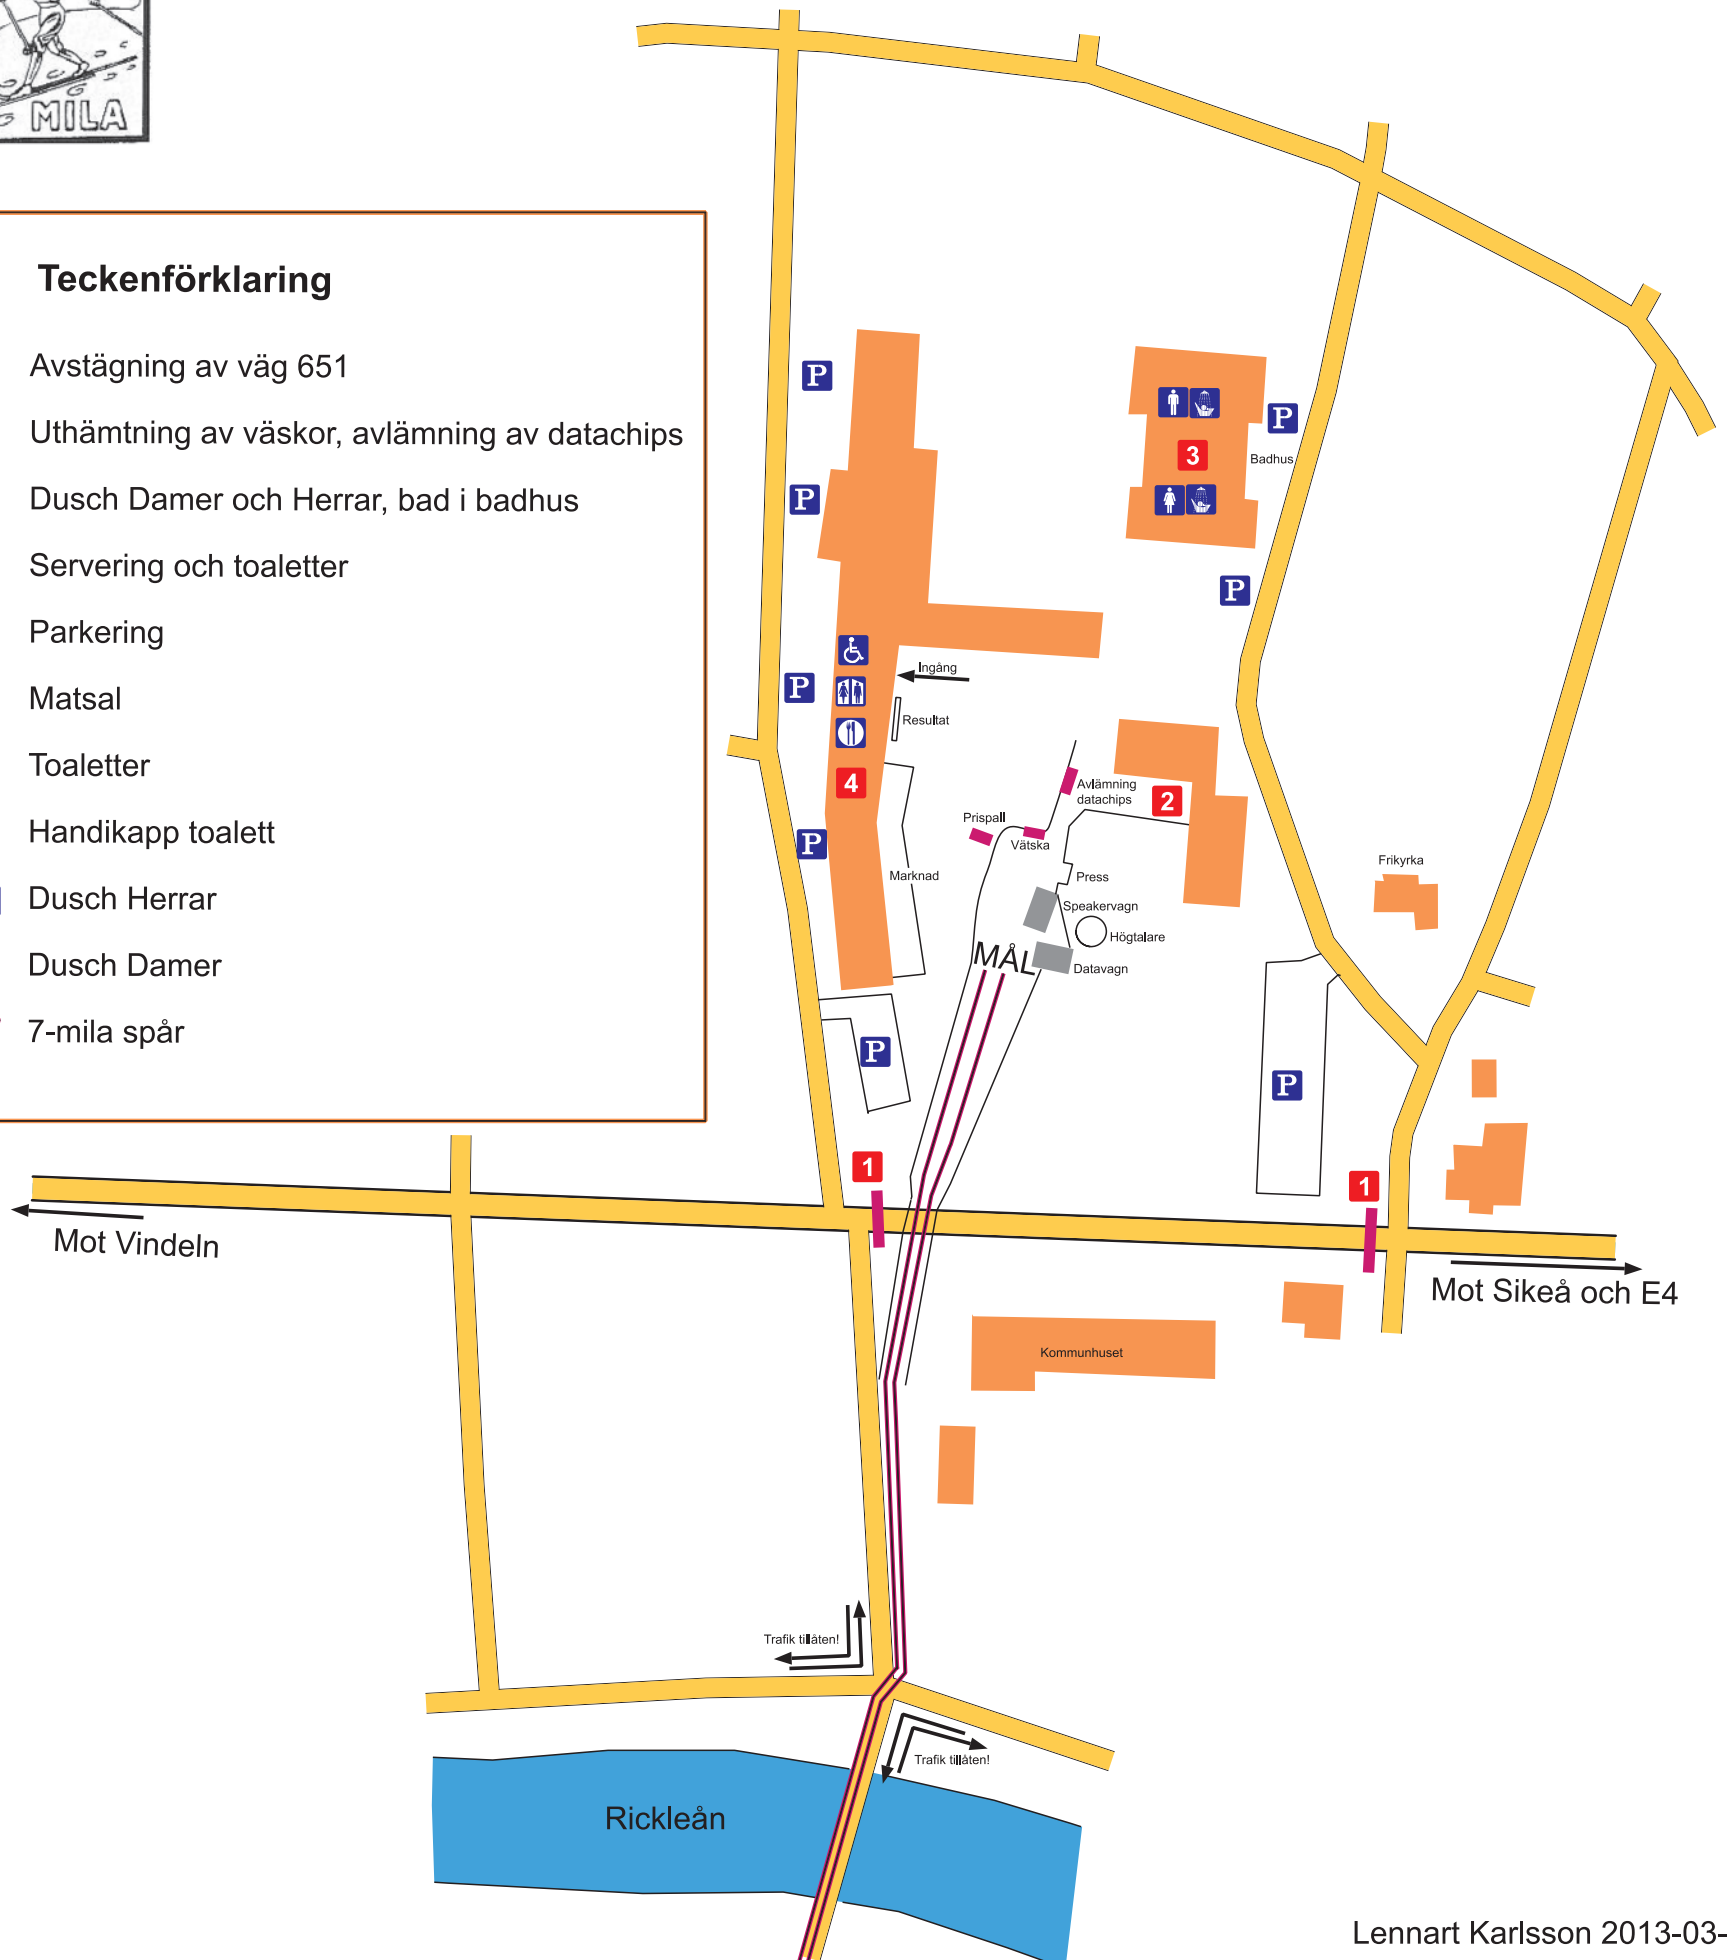 MILA
Teckenförklaring
Avstägning av väg 651
Uthämtning av väskor, avlämning av datachips
Dusch Damer och Herrar, bad i badhus
Servering och toaletter
Parkering
Matsal
Toaletter
Handikapp toalett
Dusch Herrar
Dusch Damer
7-mila spår
P
P
3
Badhus
P
P
P
Ingång
Resultat
4
P
Avlämning
datachips
2
Prispall
Vätska
P
Marknad
Press
Speakervagn
Högtalare
MÅL
Datavagn
Frikyrka
P
P
1
1
Mot Vindeln
Mot Sikeå och E4
Kommunhuset
Trafik tillåten!
Trafik tillåten!
Rickleån
Lennart Karlsson 2013-03-